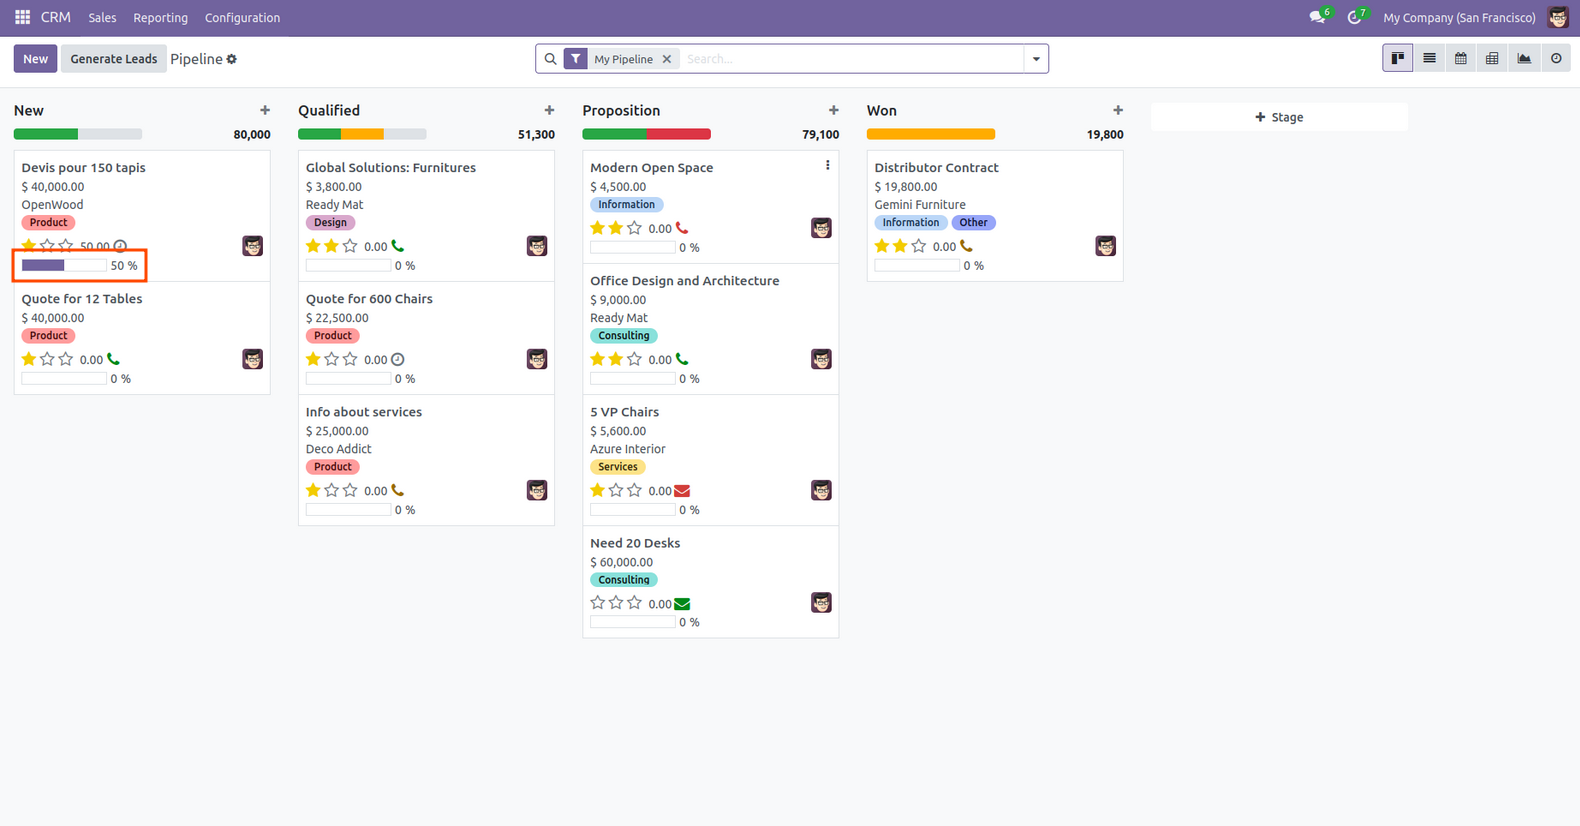 CRM Sales Reporting Configuration 6 7 My Company (San Francisco)
New Generate Leads Pipeline My Pipeline Search...
New
80,000
Devis pour 150 tapis
$ 40,000.00
OpenWood
Product
50.00
50 %
Quote for 12 Tables
$ 40,000.00
Product
0.00
0 %
Qualified
51,300
Global Solutions: Furnitures
$ 3,800.00
Ready Mat
Design
0.00
0 %
Quote for 600 Chairs
$ 22,500.00
Product
0.00
0 %
Info about services
$ 25,000.00
Deco Addict
Product
0.00
0 %
Proposition
79,100
Modern Open Space
$ 4,500.00
Information
0.00
0 %
Office Design and Architecture
$ 9,000.00
Ready Mat
Consulting
0.00
0 %
5 VP Chairs
$ 5,600.00
Azure Interior
Services
0.00
0 %
Need 20 Desks
$ 60,000.00
Consulting
0.00
0 %
Won
19,800
Distributor Contract
$ 19,800.00
Gemini Furniture
Information Other
0.00
0 %
+ Stage